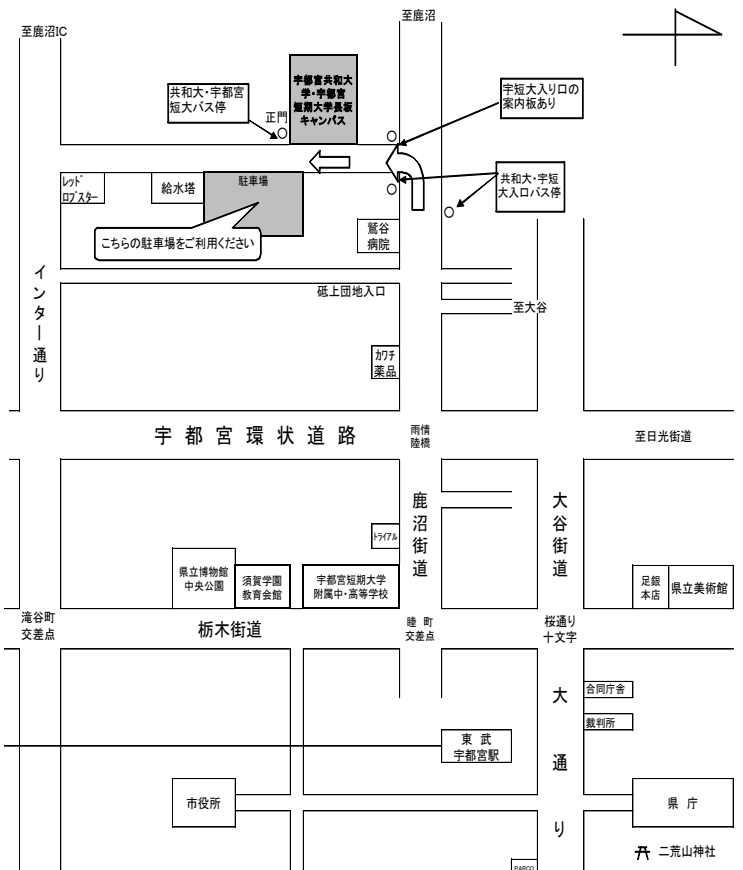 至鹿沼
至鹿沼IC
宇都宮共和大
学・宇都宮
短期大学長坂
キャンパス
共和大・宇都宮
短大バス停
正門
宇短大入り口の
案内板あり
レッド
ロブスター
給水塔
駐車場
共和大・宇短
大入口バス停
こちらの駐車場をご利用ください
鷲谷
病院
インター通り
砥上団地入口
至大谷
カワチ
薬品
宇都宮環状道路
雨情
陸橋
至日光街道
鹿沼街道
大谷街道
トライアル
県立博物館
中央公園
須賀学園
教育会館
宇都宮短期大学
附属中・高等学校
足銀
本店
県立美術館
滝谷町
交差点
栃木街道
睦町
交差点
桜通り
十文字
大通り
合同庁舎
裁判所
東武
宇都宮駅
市役所
県庁
二荒山神社
PARCO